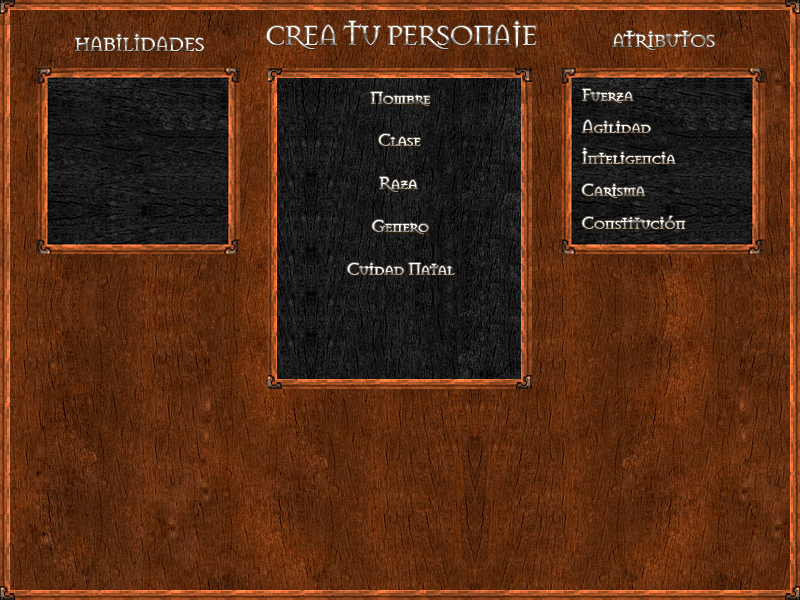 HABILIDADES
CREA TU PERSONAJE
ATRIBUTOS
Nombre
Clase
Raza
Genero
Cuidad Natal
Fuerza
Agilidad
Inteligencia
Carisma
Constitución